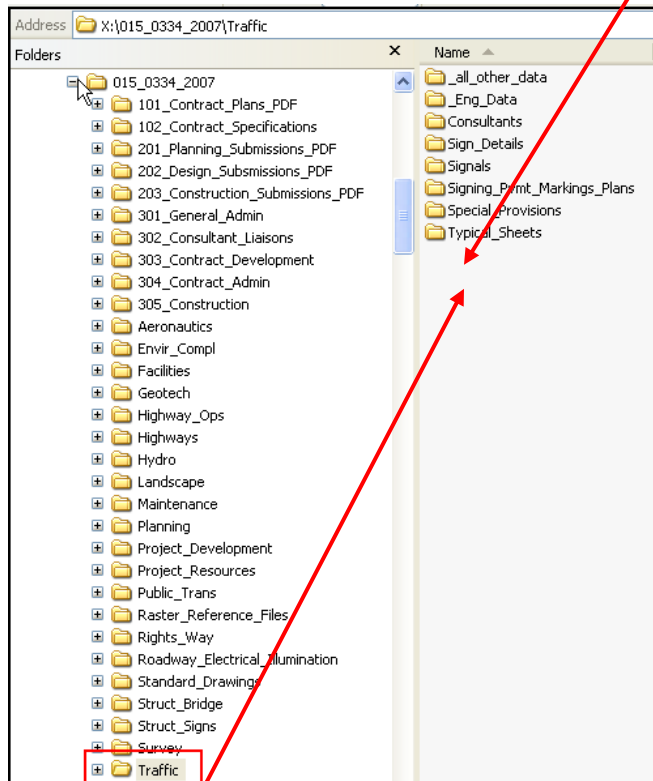 Address X:\015_0334_2007\Traffic
Folders x Name
015_0334_2007
101_Contract_Plans_PDF
102_Contract_Specifications
201_Planning_Submissions_PDF
202_Design_Subsmissions_PDF
203_Construction_Submissions_PDF
301_General_Admin
302_Consultant_Liaisons
303_Contract_Development
304_Contract_Admin
305_Construction
Aeronautics
Envir_Compl
Facilities
Geotech
Highway_Ops
Highways
Hydro
Landscape
Maintenance
Planning
Project_Development
Project_Resources
Public_Trans
Raster_Reference_Files
Rights_Way
Roadway_Electrical_Illumination
Standard_Drawings
Struct_Bridge
Struct_Signs
Survey
Traffic
_all_other_data
_Eng_Data
Consultants
Sign_Details
Signals
Signing_Pvmt_Markings_Plans
Special_Provisions
Typical_Sheets